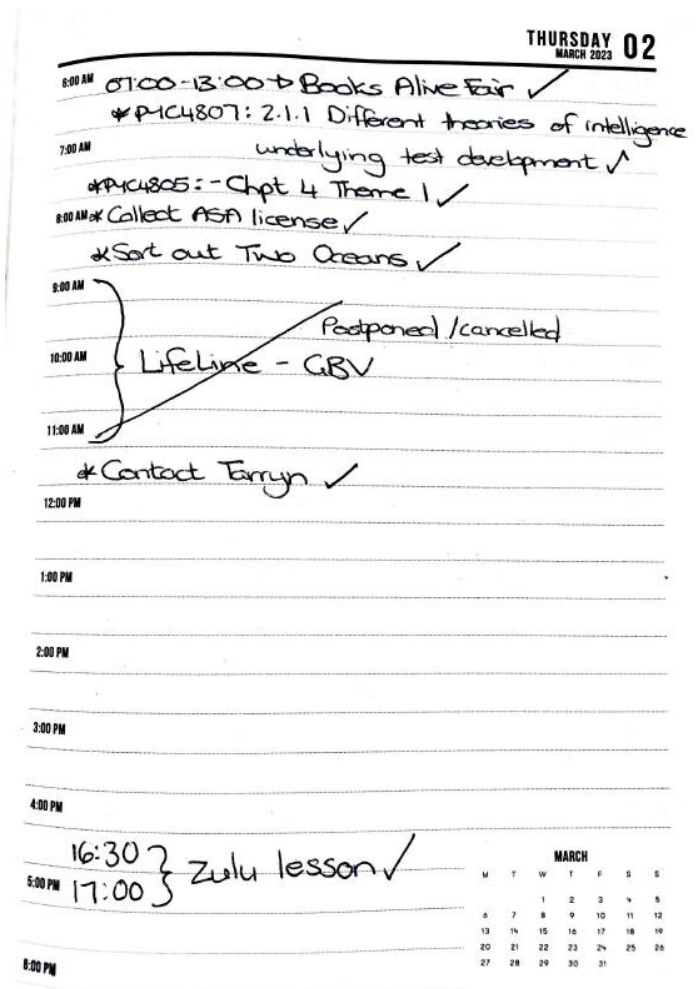 THURSDAY 02
MARCH 2023
6:00 AM 07:00-13:00 → Books Alive Fair ✓
*PYC4807: 2.1.1 Different theories of intelligence
7:00 AM underlying test development ✓
*PYC4805: - Chpt 4 Theme 1 ✓
8:00 AM * Collect ASA license ✓
*Sort out Two Oceans ✓
9:00 AM
Postponed/cancelled
10:00 AM LifeLine - GBV
11:00 AM
* Contact Tarryn ✓
12:00 PM
1:00 PM
2:00 PM
3:00 PM
4:00 PM
16:30
5:00 PM 17:00 } Zulu lesson ✓
6:00 PM
MARCH
M T W T F S S
1 2 3 4 5
6 7 8 9 10 11 12
13 14 15 16 17 18 19
20 21 22 23 24 25 26
27 28 29 30 31